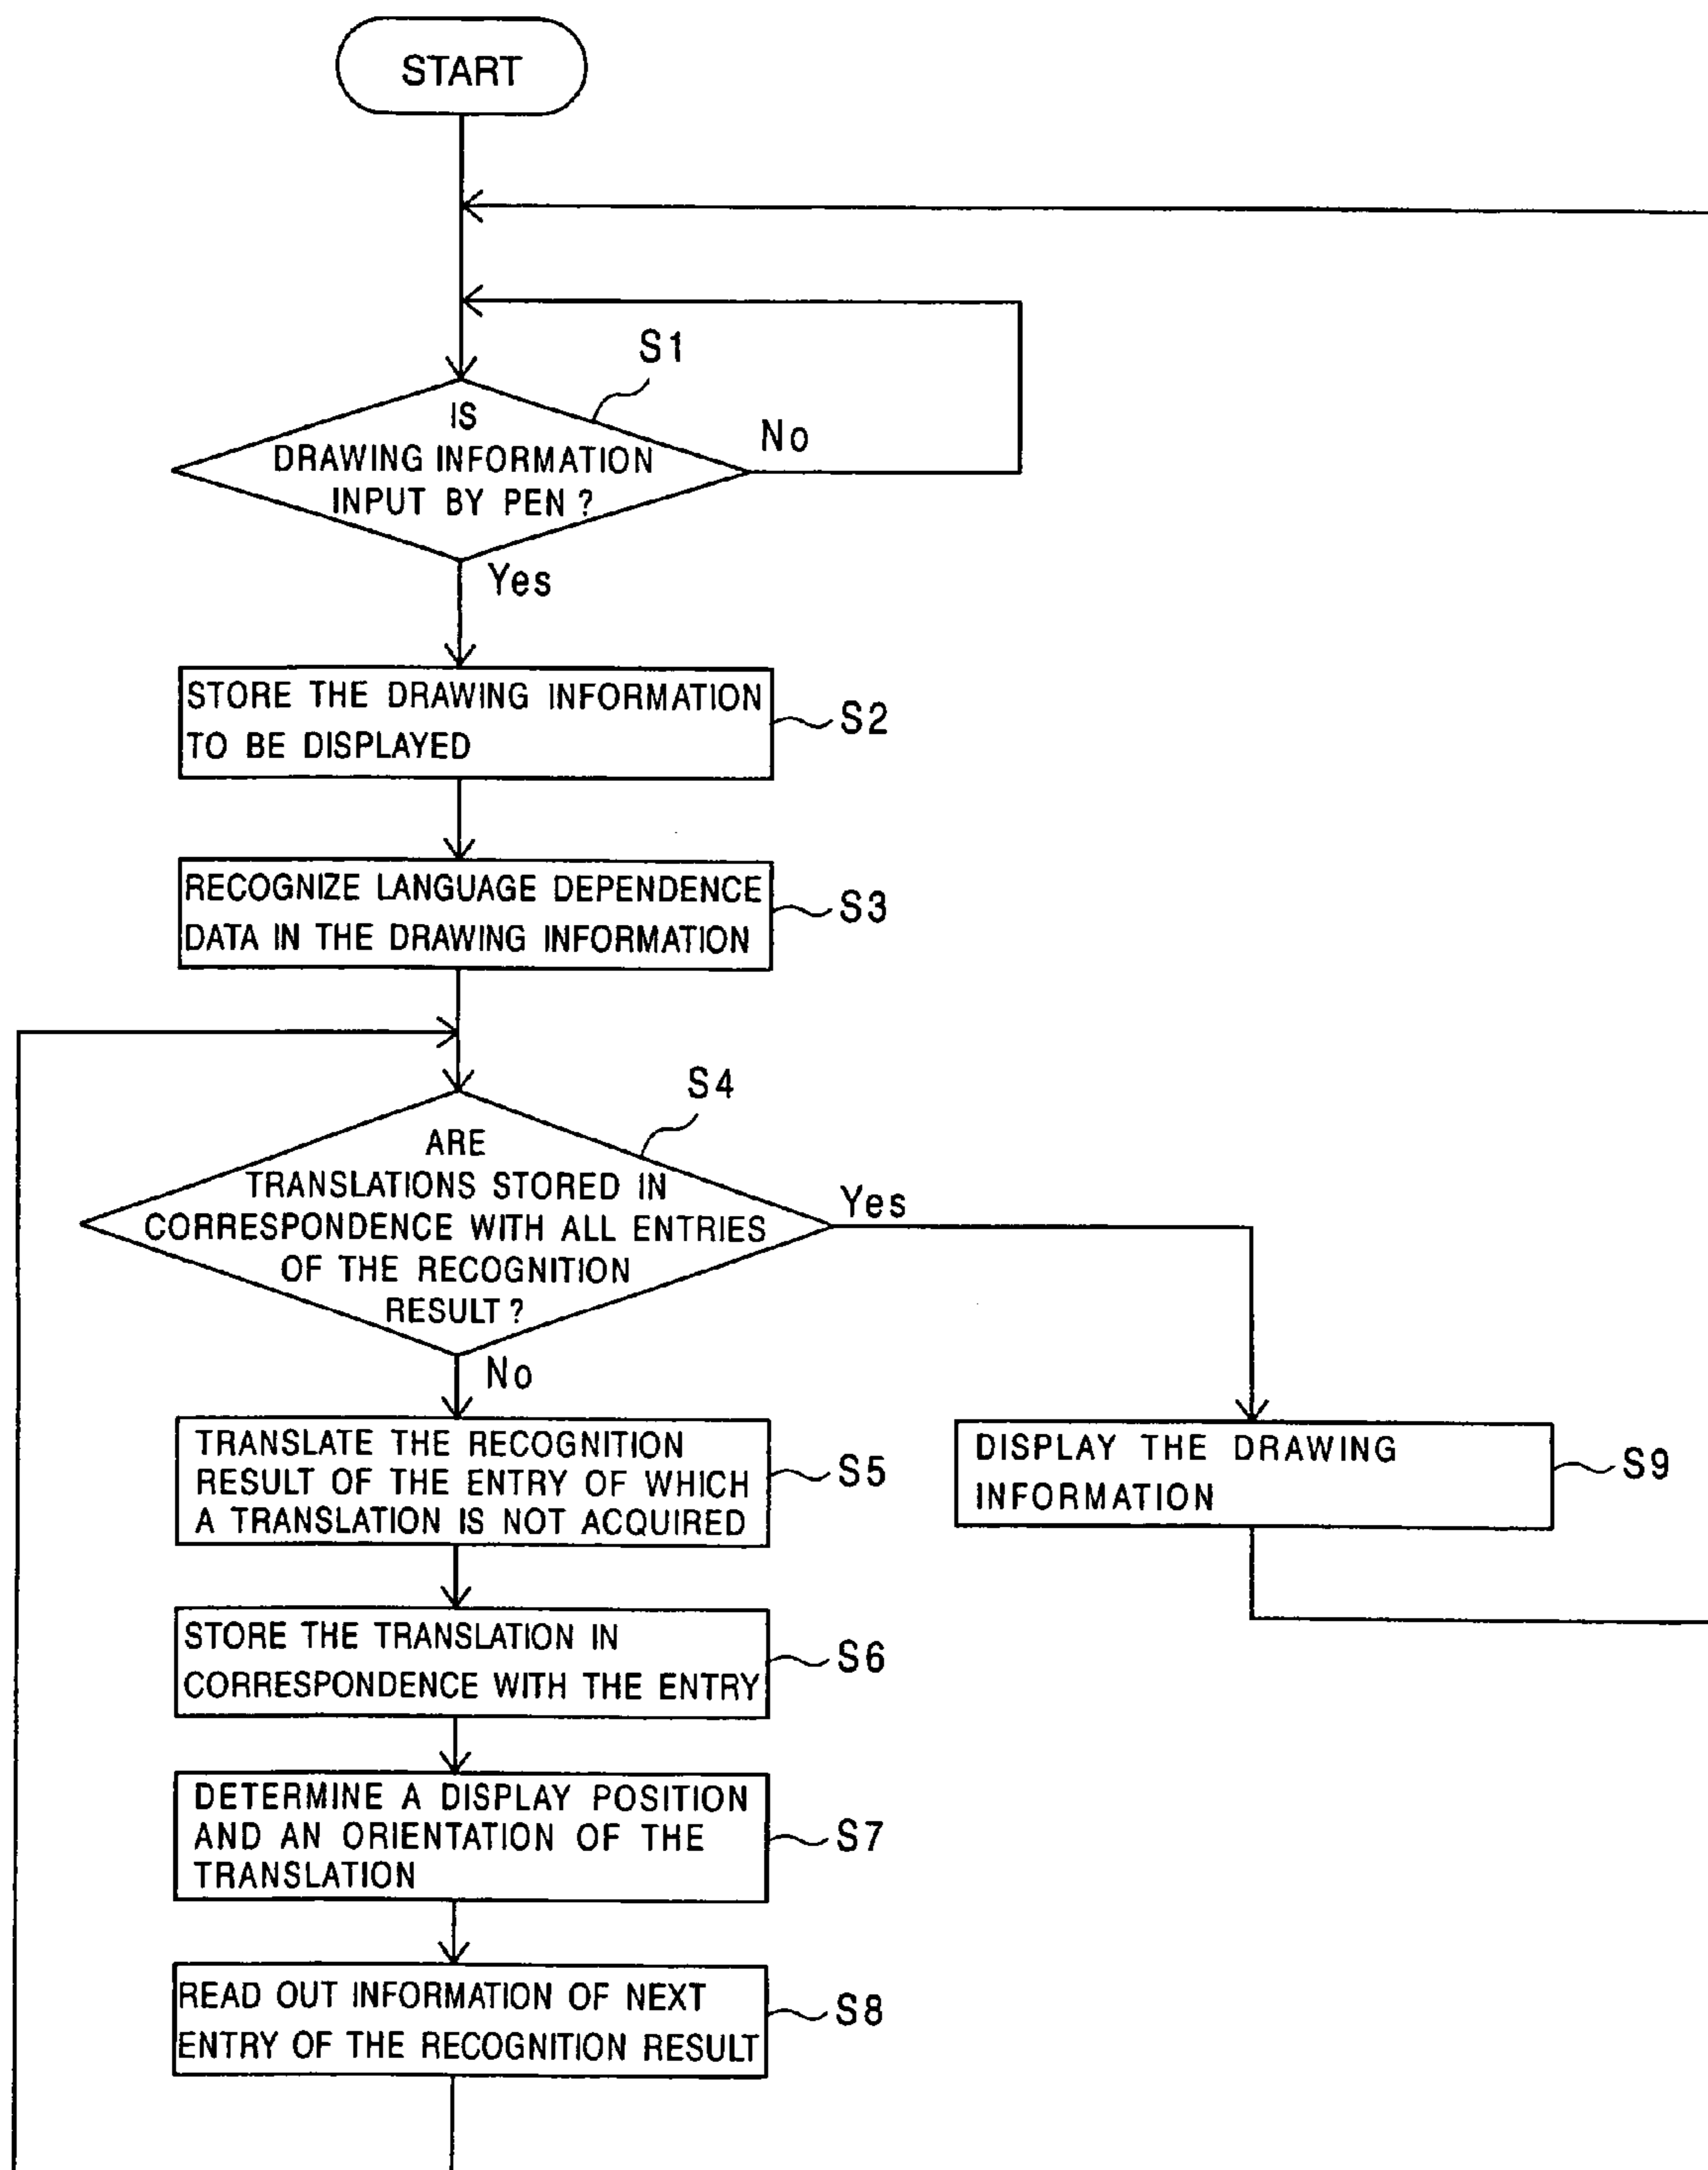 START
S1
IS
DRAWING INFORMATION
INPUT BY PEN?
No
Yes
STORE THE DRAWING INFORMATION
TO BE DISPLAYED
S2
RECOGNIZE LANGUAGE DEPENDENCE
DATA IN THE DRAWING INFORMATION
S3
S4
ARE
TRANSLATIONS STORED IN
CORRESPONDENCE WITH ALL ENTRIES
OF THE RECOGNITION
RESULT?
Yes
No
TRANSLATE THE RECOGNITION
RESULT OF THE ENTRY OF WHICH
A TRANSLATION IS NOT ACQUIRED
S5
DISPLAY THE DRAWING
INFORMATION
S9
STORE THE TRANSLATION IN
CORRESPONDENCE WITH THE ENTRY
S6
DETERMINE A DISPLAY POSITION
AND AN ORIENTATION OF THE
TRANSLATION
S7
READ OUT INFORMATION OF NEXT
ENTRY OF THE RECOGNITION RESULT
S8